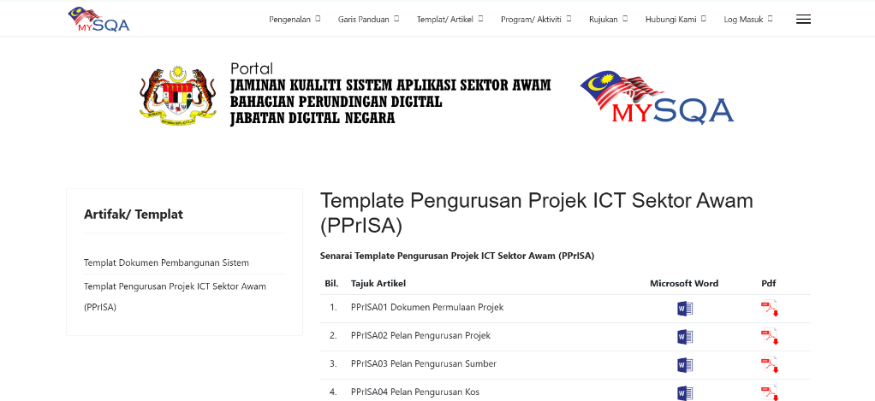 MYSQA
Pengenalan
Garis Panduan
Templat/ Artikel
Program/ Aktiviti
Rujukan
Hubungi Kami
Log Masuk
Portal
JAMINAN KUALITI SISTEM APLIKASI SEKTOR AWAM
BAHAGIAN PERUNDINGAN DIGITAL
JABATAN DIGITAL NEGARA
MYSQA
Artifak/ Templat
Templat Dokumen Pembangunan Sistem
Templat Pengurusan Projek ICT Sektor Awam
(PPrISA)
Template Pengurusan Projek ICT Sektor Awam
(PPrISA)
Senarai Template Pengurusan Projek ICT Sektor Awam (PPrISA)
Bil. Tajuk Artikel Microsoft Word Pdf
1. PPrISA01 Dokumen Permulaan Projek
2. PPrISA02 Pelan Pengurusan Projek
3. PPrISA03 Pelan Pengurusan Sumber
4. PPrISA04 Pelan Pengurusan Kos